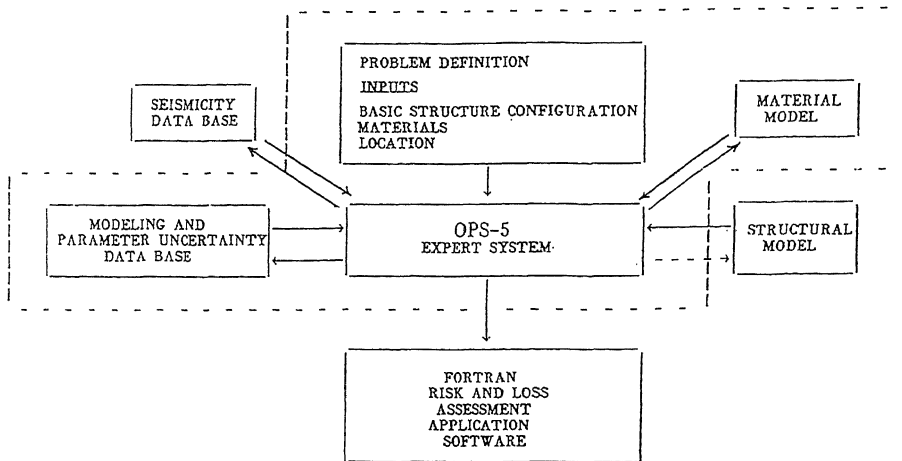 PROBLEM DEFINITION
INPUTS
BASIC STRUCTURE CONFIGURATION
MATERIALS
LOCATION
SEISMICITY
DATA BASE
MATERIAL
MODEL
MODELING AND
PARAMETER UNCERTAINTY
DATA BASE
OPS-5
EXPERT SYSTEM
STRUCTURAL
MODEL
FORTRAN
RISK AND LOSS
ASSESSMENT
APPLICATION
SOFTWARE